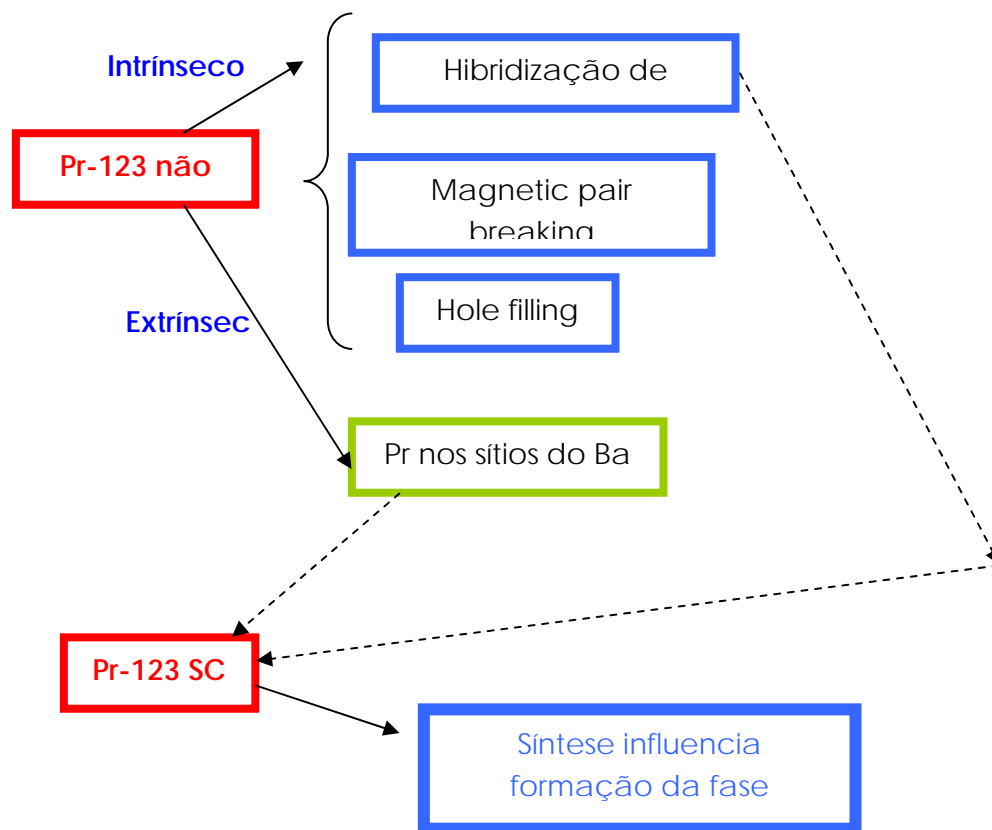 Intrínseco
Hibridização de
Pr-123 não
Magnetic pair
breaking
Extrínsec
Hole filling
Pr nos sítios do Ba
Pr-123 SC
Síntese influencia
formação da fase